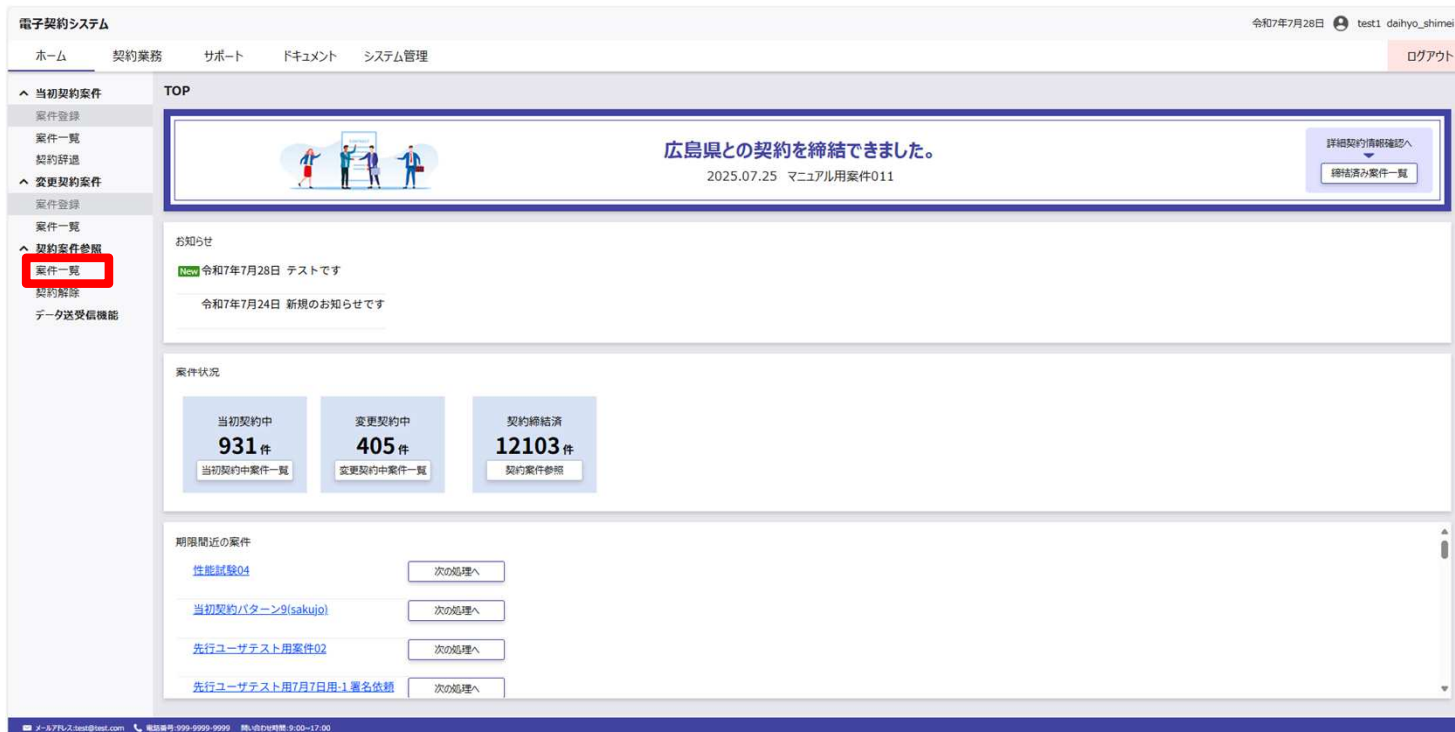 電子契約システム
令和7年7月28日 test1 daihyo_shimei
ホーム 契約業務 サポート ドキュメント システム管理 ログアウト
当初契約案件
案件登録
案件一覧
契約辞退
変更契約案件
案件登録
案件一覧
契約案件参照
案件一覧
契約解除
データ送受信機能
TOP
広島県との契約を締結できました。
2025.07.25 マニュアル用案件011
詳細契約情報確認へ
締結済み案件一覧
お知らせ
New 令和7年7月28日 テストです
令和7年7月24日 新規のお知らせです
案件状況
当初契約中
931 件
当初契約中案件一覧
変更契約中
405 件
変更契約中案件一覧
契約締結済
12103 件
契約案件参照
期限間近の案件
性能試験04 次の処理へ
当初契約パターン9(sakujo) 次の処理へ
先行ユーザテスト用案件02 次の処理へ
先行ユーザテスト用7月7日用-1 署名依頼 次の処理へ
メールアドレス:test@test.com 電話番号:999-9999-9999 問い合わせ時間:9:00~17:00